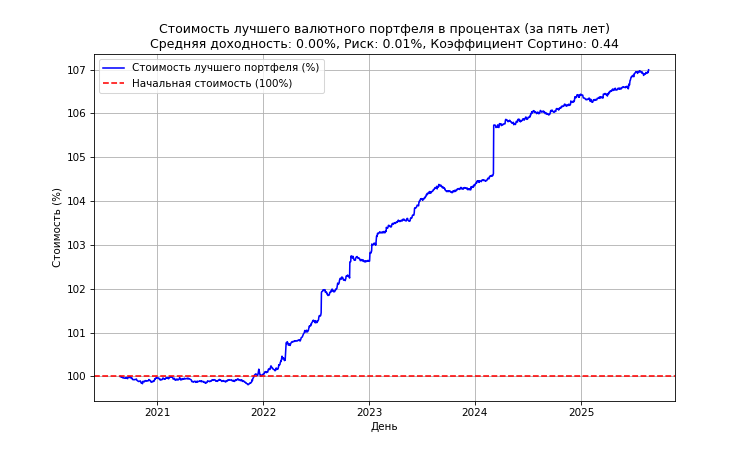 Стоимость лучшего валютного портфеля в процентах (за пять лет)
Средняя доходность: 0.00%, Риск: 0.01%, Коэффициент Сортино: 0.44
Стоимость лучшего портфеля (%)
Начальная стоимость (100%)
Стоимость (%)
107
106
105
104
103
102
101
100
2021
2022
2023
2024
2025
День